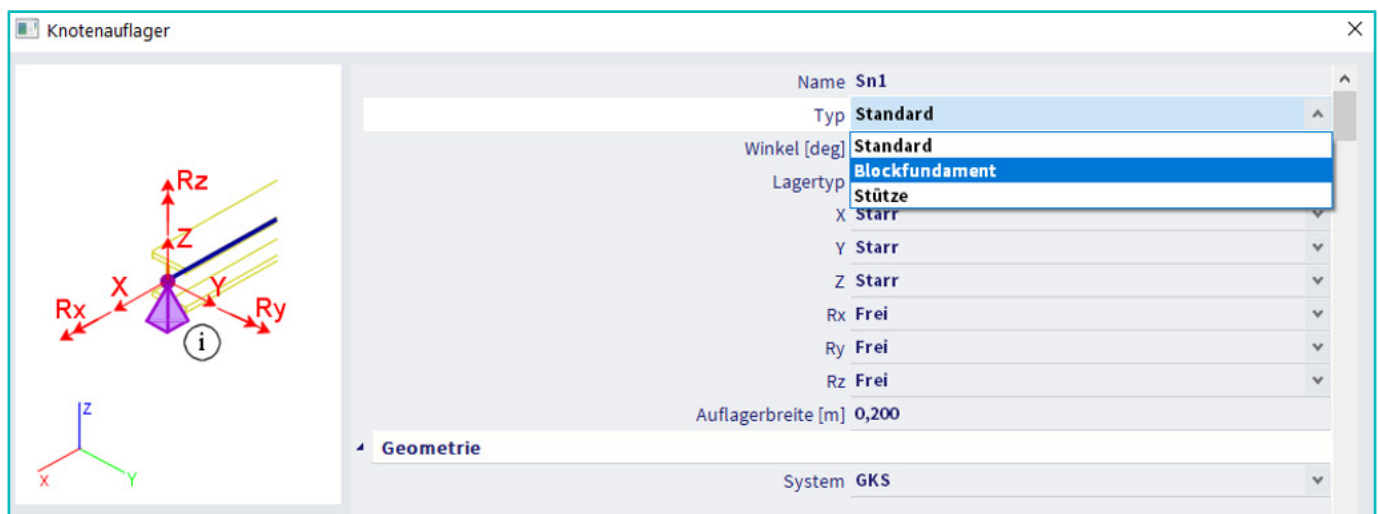 Knotenauflager
Name Sn1
Typ Standard
Winkel [deg] Standard
Blockfundament
Lagertyp
Stütze
X Starr
Y Starr
Z Starr
Rx Frei
Ry Frei
Rz Frei
Auflagerbreite [m] 0,200
Geometrie
System GKS
Rz
Z
X
Y
Rx
Ry
i
Z
X
Y